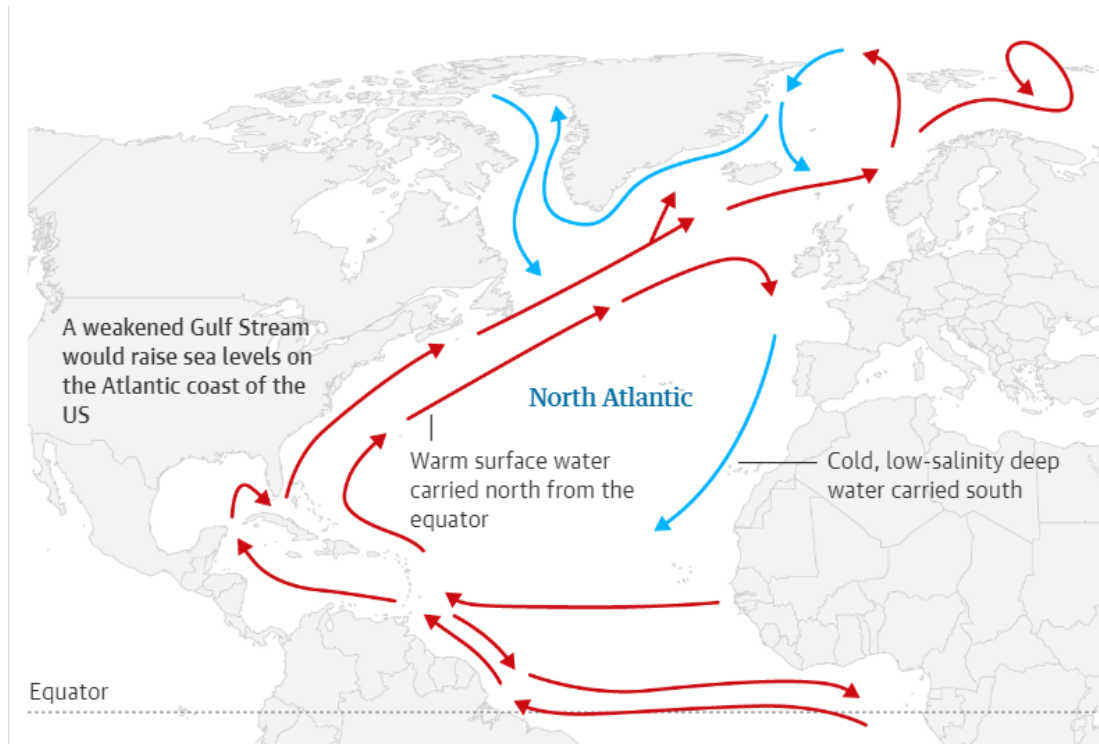 A weakened Gulf Stream
would raise sea levels on
the Atlantic coast of the
US
North Atlantic
Warm surface water
carried north from the
equator
Cold, low-salinity deep
water carried south
Equator